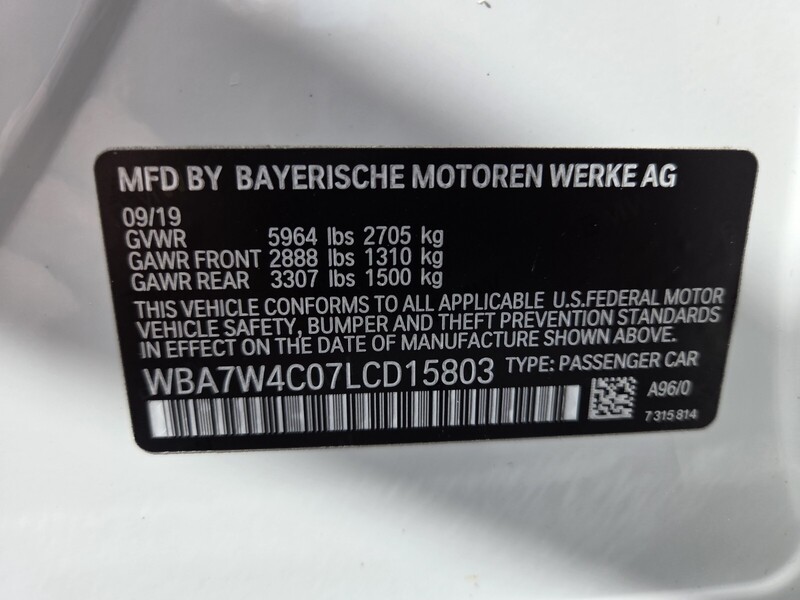 MFD BY BAYERISCHE MOTOREN WERKE AG
09/19
GVWR 5964 lbs 2705 kg
GAWR FRONT 2888 lbs 1310 kg
GAWR REAR 3307 lbs 1500 kg
THIS VEHICLE CONFORMS TO ALL APPLICABLE U.S.FEDERAL MOTOR
VEHICLE SAFETY, BUMPER AND THEFT PREVENTION STANDARDS
IN EFFECT ON THE DATE OF MANUFACTURE SHOWN ABOVE.
WBA7W4C07LCD15803 TYPE: PASSENGER CAR
A96/0
7 315 814